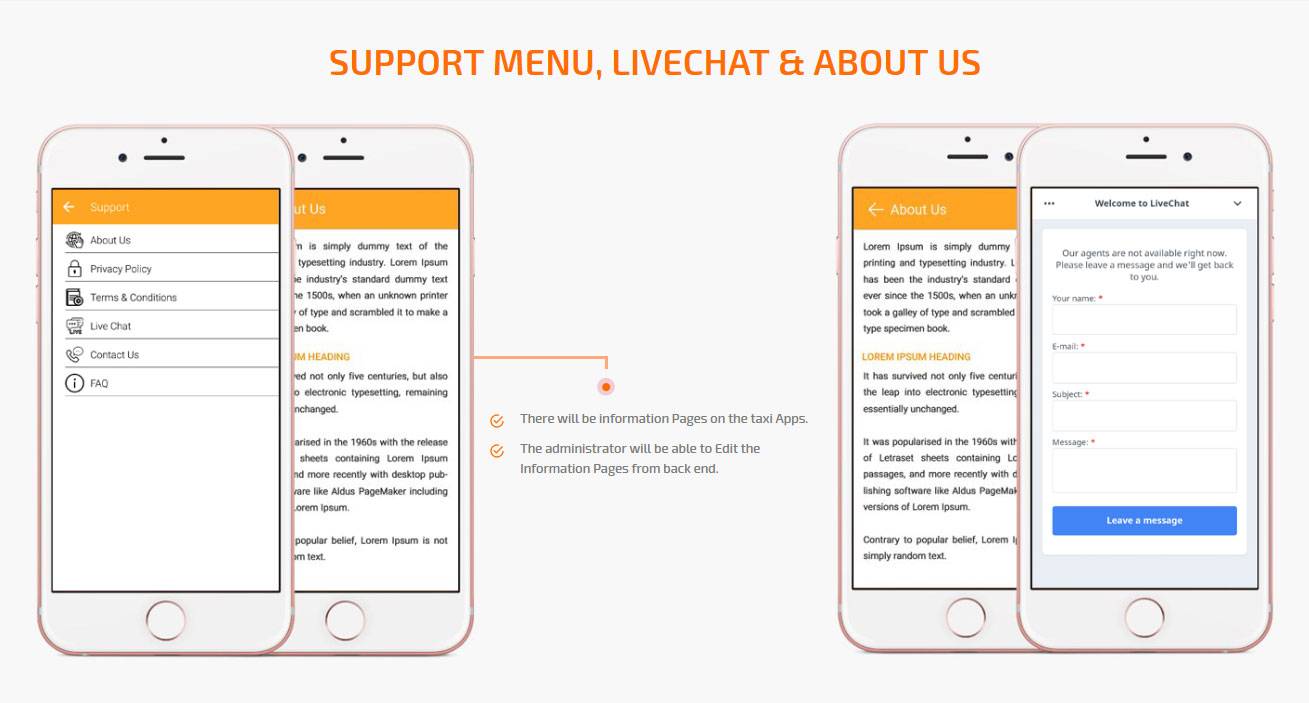 SUPPORT MENU, LIVECHAT & ABOUT US
Support
About Us
Privacy Policy
Terms & Conditions
LIVE
Live Chat
Contact Us
FAQ
ut Us
is simply dummy text of the
typesetting industry. Lorem Ipsum
industry's standard dummy text
1500s, when an unknown printer
of type and scrambled it to make a
en book.
UM HEADING
ed not only five centuries, but also
electronic typesetting, remaining
nchanged.
arised in the 1960s with the release
sheets containing Lorem Ipsum
nd more recently with desktop pub-
ware like Aldus PageMaker including
Lorem Ipsum.
popular belief, Lorem Ipsum is not
m text.
There will be information Pages on the taxi Apps.
The administrator will be able to Edit the
Information Pages from back end.
About Us
Lorem Ipsum is simply dummy
printing and typesetting industry. L
has been the industry's standard
ever since the 1500s, when an unkn
took a galley of type and scrambled
type specimen book.
LOREM IPSUM HEADING
It has survived not only five centuri
the leap into electronic typesetting
essentially unchanged.
It was popularised in the 1960s with
of Letraset sheets containing Lo
passages, and more recently with d
lishing software like Aldus PageMak
versions of Lorem Ipsum.
Contrary to popular belief, Lorem I
simply random text.
Welcome to LiveChat
Our agents are not available right now.
Please leave a message and we'll get back
to you.
Your name: *
E-mail: *
Subject: *
Message: *
Leave a message